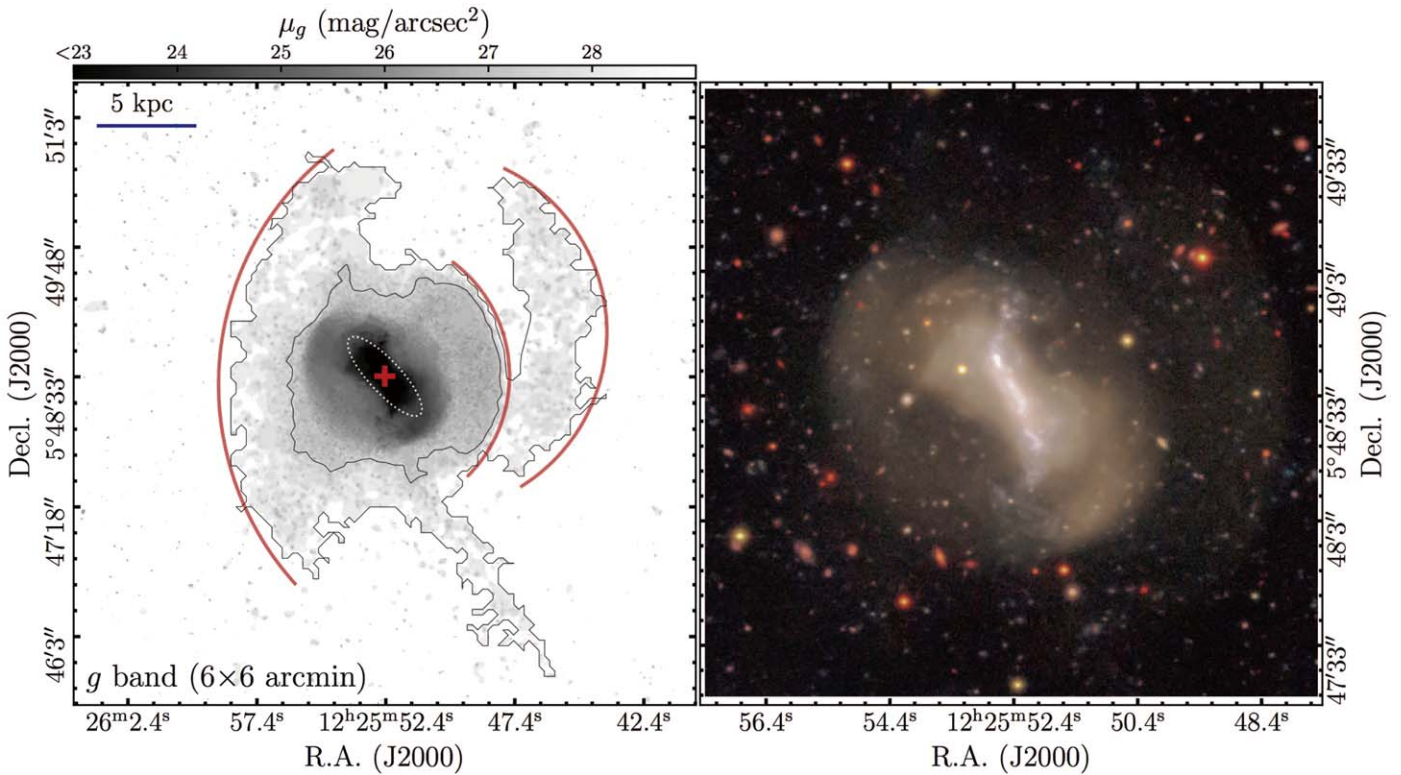 μg (mag/arcsec²)
<23 24 25 26 27 28
5 kpc
51′3″
49′48″
5°48′33″
47′18″
46′3″
Decl. (J2000)
g band (6×6 arcmin)
26ᵐ2.4ˢ 57.4ˢ 12ʰ25ᵐ52.4ˢ 47.4ˢ 42.4ˢ
R.A. (J2000)
49′33″
49′3″
5°48′33″
48′3″
47′33″
Decl. (J2000)
56.4ˢ 54.4ˢ 12ʰ25ᵐ52.4ˢ 50.4ˢ 48.4ˢ
R.A. (J2000)